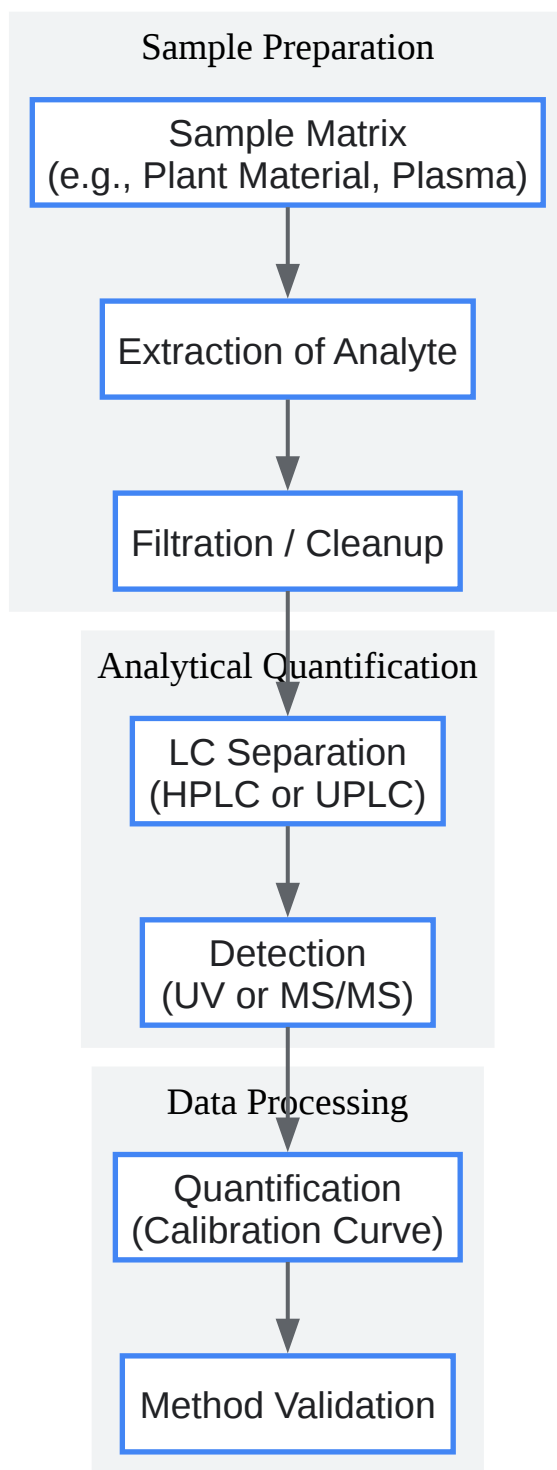 Sample Preparation
Sample Matrix
(e.g., Plant Material, Plasma)
Extraction of Analyte
Filtration / Cleanup
Analytical Quantification
LC Separation
(HPLC or UPLC)
Detection
(UV or MS/MS)
Data Processing
Quantification
(Calibration Curve)
Method Validation